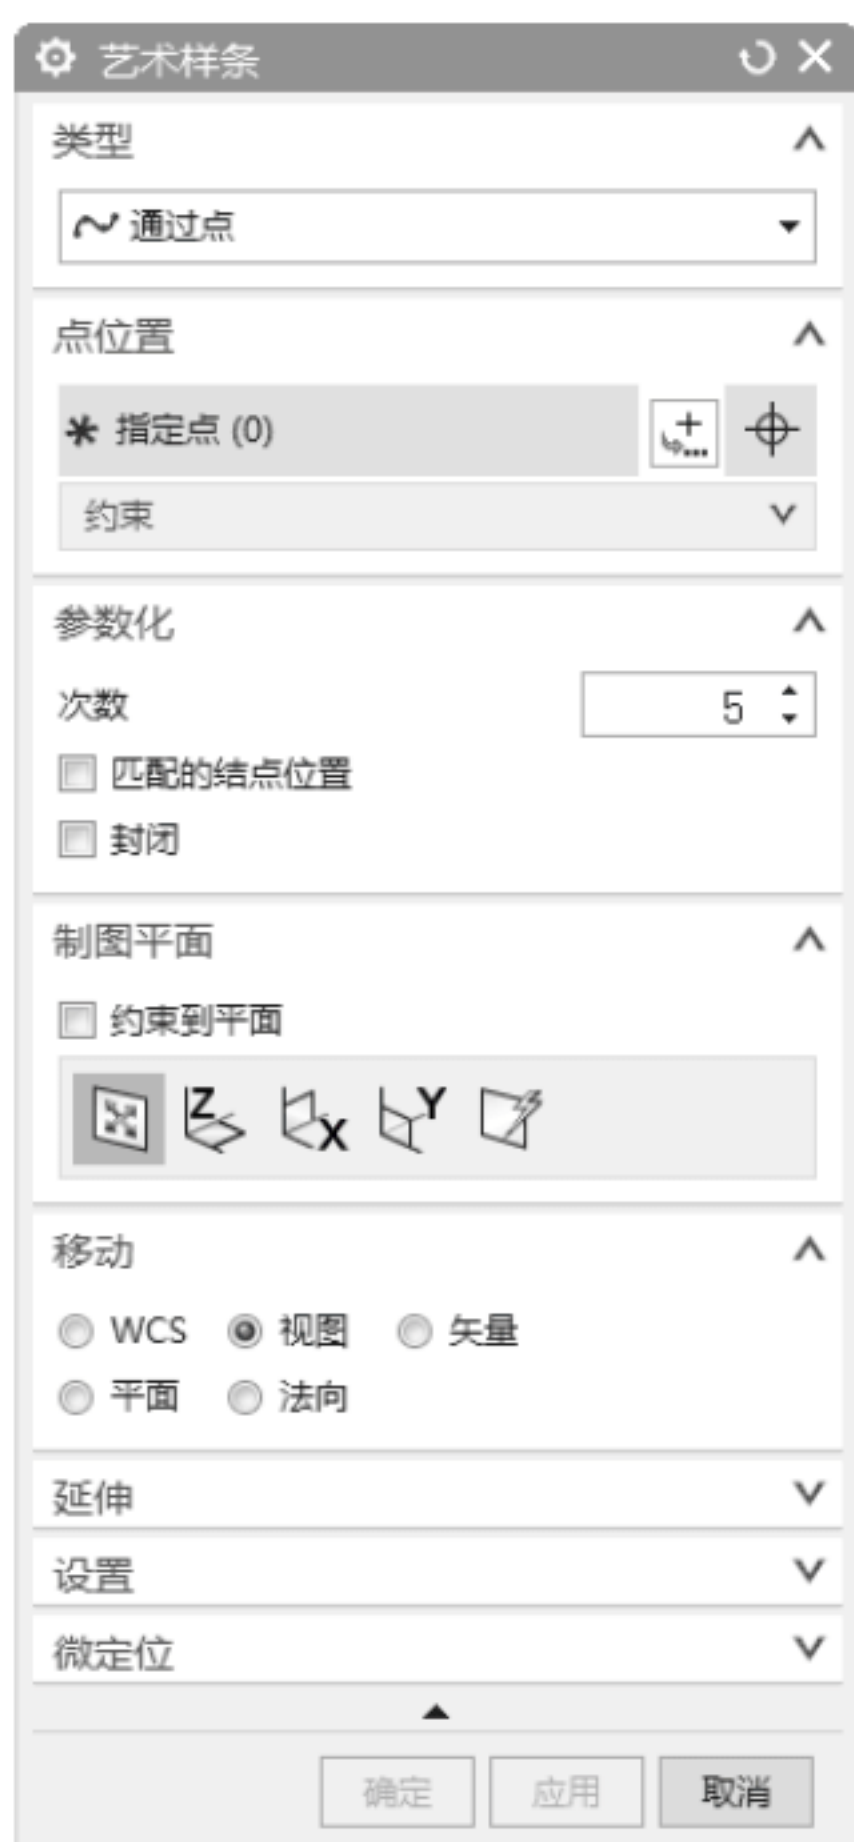 艺术样条
类型
通过点
点位置
指定点 (0)
约束
参数化
次数 5
匹配的结点位置
封闭
制图平面
约束到平面
Z X Y
移动
WCS 视图 矢量
平面 法向
延伸
设置
微定位
确定 应用 取消